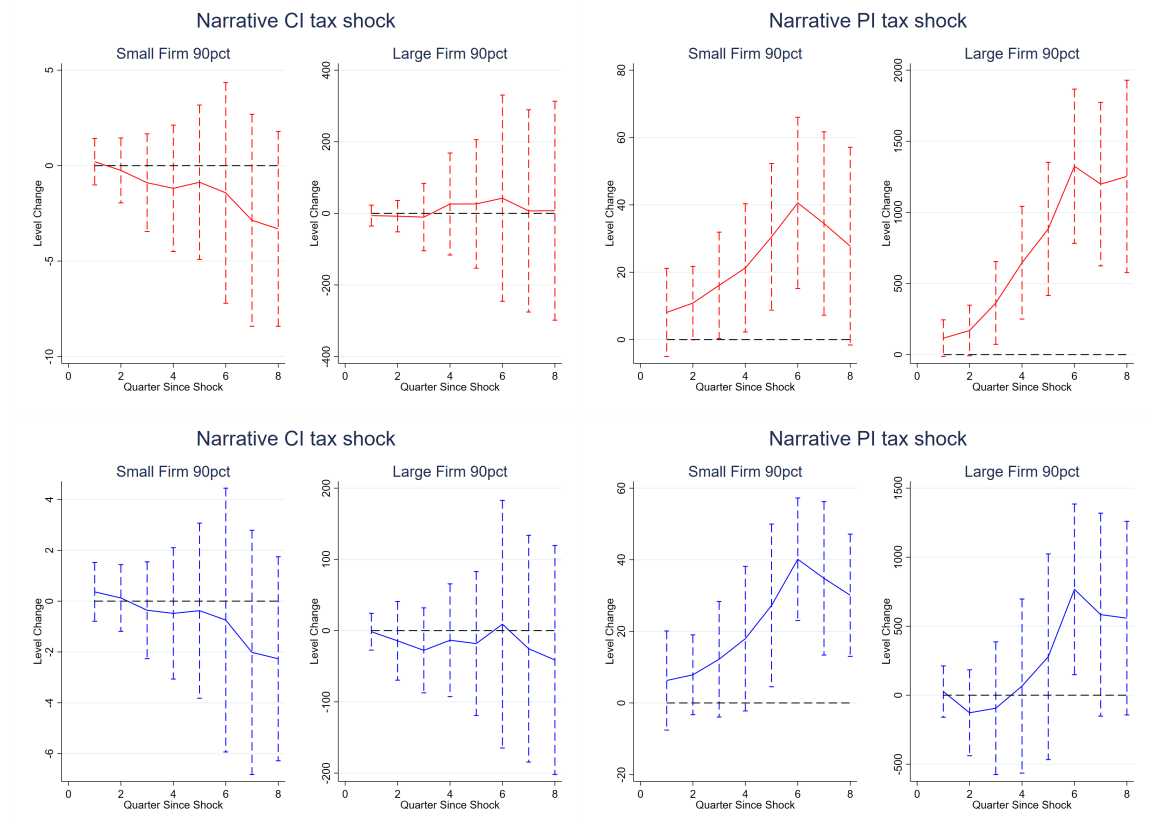 Narrative CI tax shock
Narrative PI tax shock
Small Firm 90pct
Large Firm 90pct
Small Firm 90pct
Large Firm 90pct
Level Change
5
0
-5
-10
0 2 4 6 8
Quarter Since Shock
Level Change
400
200
0
-200
-400
0 2 4 6 8
Quarter Since Shock
Level Change
80
60
40
20
0
0 2 4 6 8
Quarter Since Shock
Level Change
2000
1500
1000
500
0
0 2 4 6 8
Quarter Since Shock
Narrative CI tax shock
Narrative PI tax shock
Small Firm 90pct
Large Firm 90pct
Small Firm 90pct
Large Firm 90pct
Level Change
4
2
0
-2
-4
-6
0 2 4 6 8
Quarter Since Shock
Level Change
200
100
0
-100
-200
0 2 4 6 8
Quarter Since Shock
Level Change
60
40
20
0
-20
0 2 4 6 8
Quarter Since Shock
Level Change
1500
1000
500
0
-500
0 2 4 6 8
Quarter Since Shock